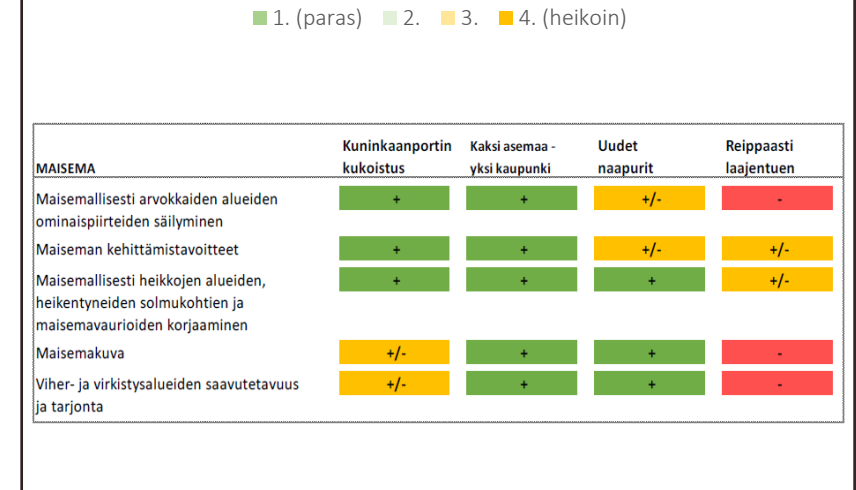 1. (paras) 2. 3. 4. (heikoin)
MAISEMA
Kuninkaanportin kukoistus
Kaksi asemaa - yksi kaupunki
Uudet naapurit
Reippaasti laajentuen
Maisemallisesti arvokkaiden alueiden
ominaispiirteiden säilyminen
+ + +/- -
Maiseman kehittämistavoitteet + + +/- +/-
Maisemallisesti heikkojen alueiden,
heikentyneiden solmukohtien ja
maisemavaurioiden korjaaminen
+ + + +/-
Maisemakuva +/- + + -
Viher- ja virkistysalueiden saavutetavuus
ja tarjonta
+/- + + -